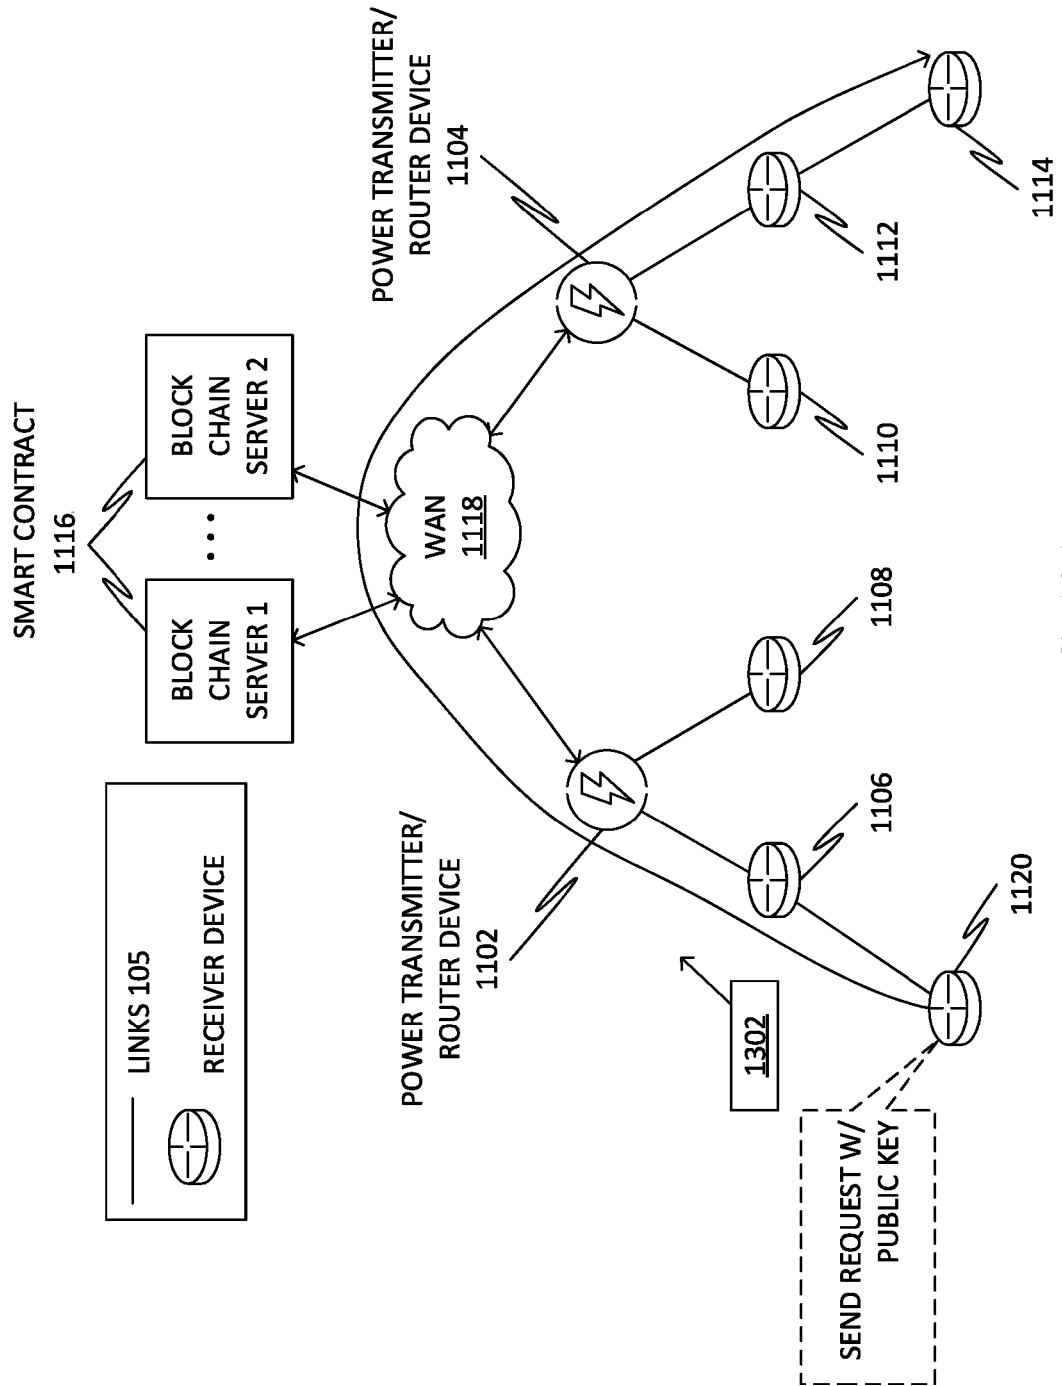 SMART CONTRACT
1116
BLOCK
CHAIN
SERVER 1
BLOCK
CHAIN
SERVER 2
LINKS 105
RECEIVER DEVICE
WAN
1118
POWER TRANSMITTER/
ROUTER DEVICE
1102
POWER TRANSMITTER/
ROUTER DEVICE
1104
1302
SEND REQUEST W/
PUBLIC KEY
1120
1106
1108
1110
1112
1114